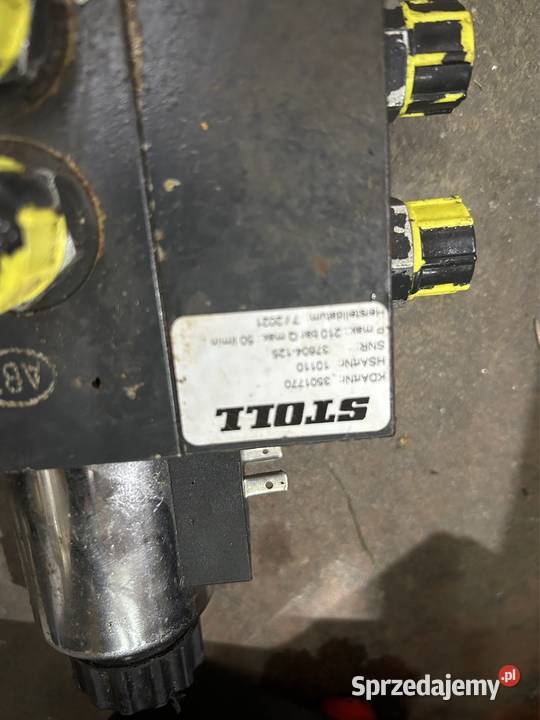 STOLL
KDArtNr.: 3501770
HSArtNr.: 10110
SNR: 37604-125
P max.: 210 bar Q max.: 50 l/min
Herstelldatum: 7 / 2021
Sprzedajemy.pl